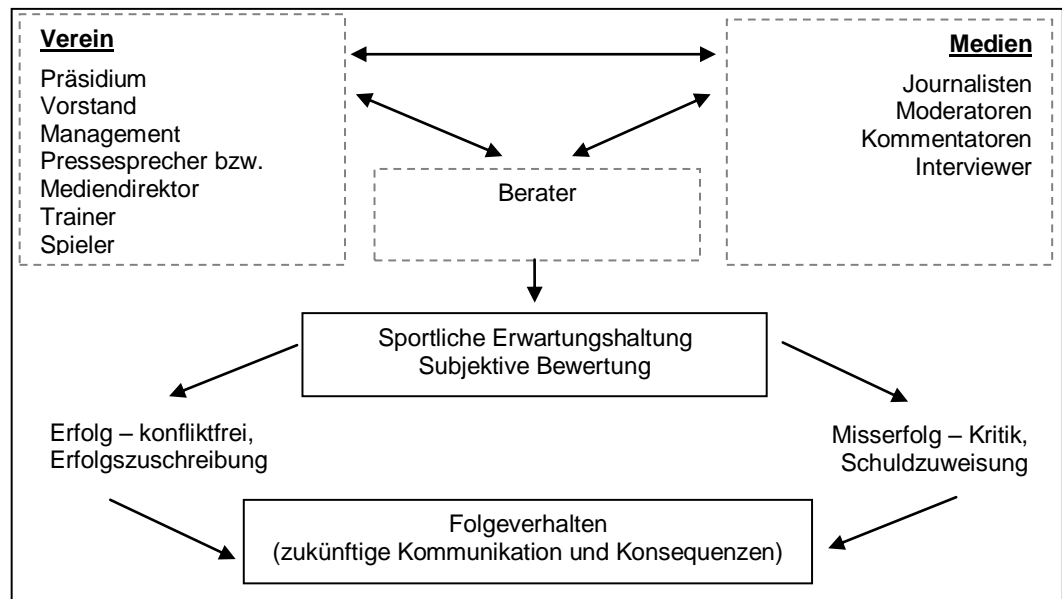 Verein
Präsidium
Vorstand
Management
Pressesprecher bzw.
Mediendirektor
Trainer
Spieler
Medien
Journalisten
Moderatoren
Kommentatoren
Interviewer
Berater
Sportliche Erwartungshaltung
Subjektive Bewertung
Erfolg – konfliktfrei,
Erfolgszuschreibung
Misserfolg – Kritik,
Schuldzuweisung
Folgeverhalten
(zukünftige Kommunikation und Konsequenzen)